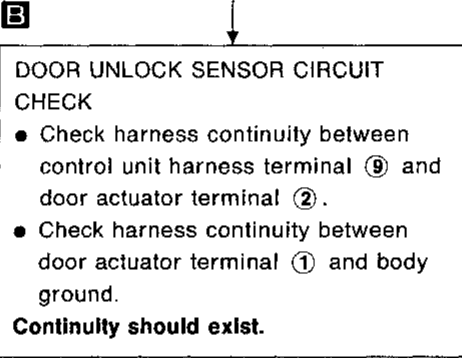 B
DOOR UNLOCK SENSOR CIRCUIT
CHECK
● Check harness continuity between
control unit harness terminal ⑨ and
door actuator terminal ②.
● Check harness continuity between
door actuator terminal ① and body
ground.
Continuity should exist.